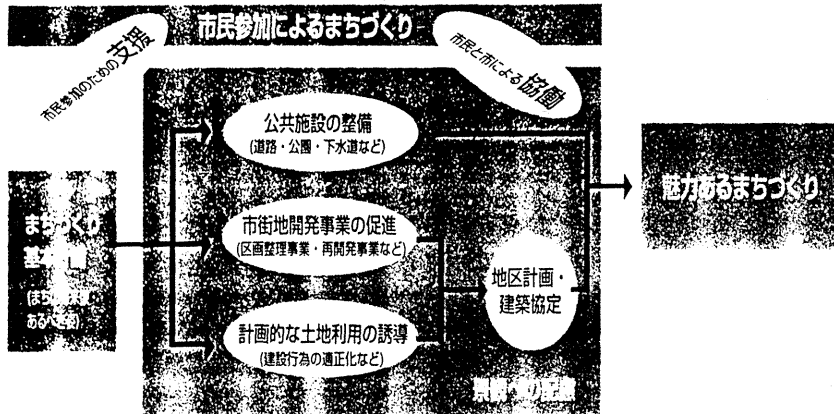 市民参加によるまちづくり
市民参加のための支援
市民と市による協働
公共施設の整備
(道路・公園・下水道など)
魅力あるまちづくり
市街地開発事業の促進
(区画整理事業・再開発事業など)
まちづくり
地区計画・
建築協定
計画的な土地利用の誘導
(建設行為の適正化など)